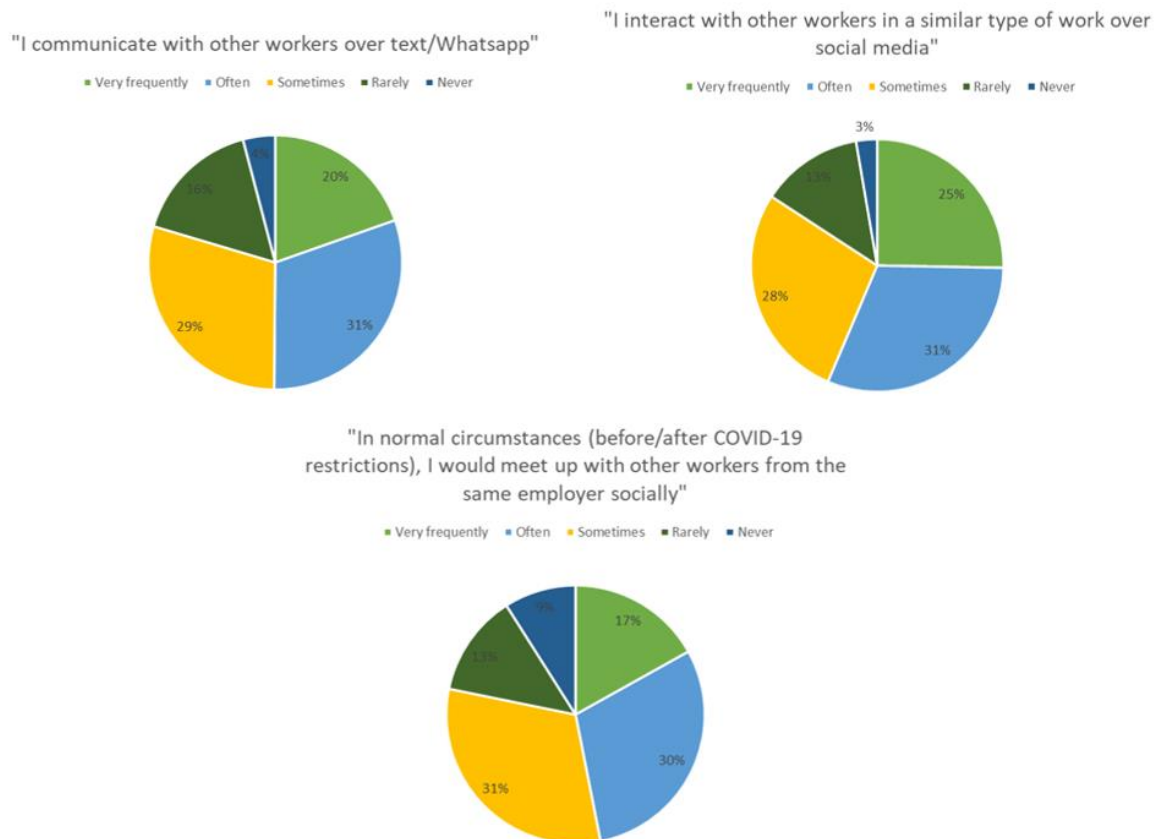 "I communicate with other workers over text/Whatsapp"
Very frequently Often Sometimes Rarely Never
4%
20%
16%
29%
31%
"I interact with other workers in a similar type of work over
social media"
Very frequently Often Sometimes Rarely Never
3%
13%
25%
28%
31%
"In normal circumstances (before/after COVID-19
restrictions), I would meet up with other workers from the
same employer socially"
Very frequently Often Sometimes Rarely Never
9%
17%
13%
30%
31%